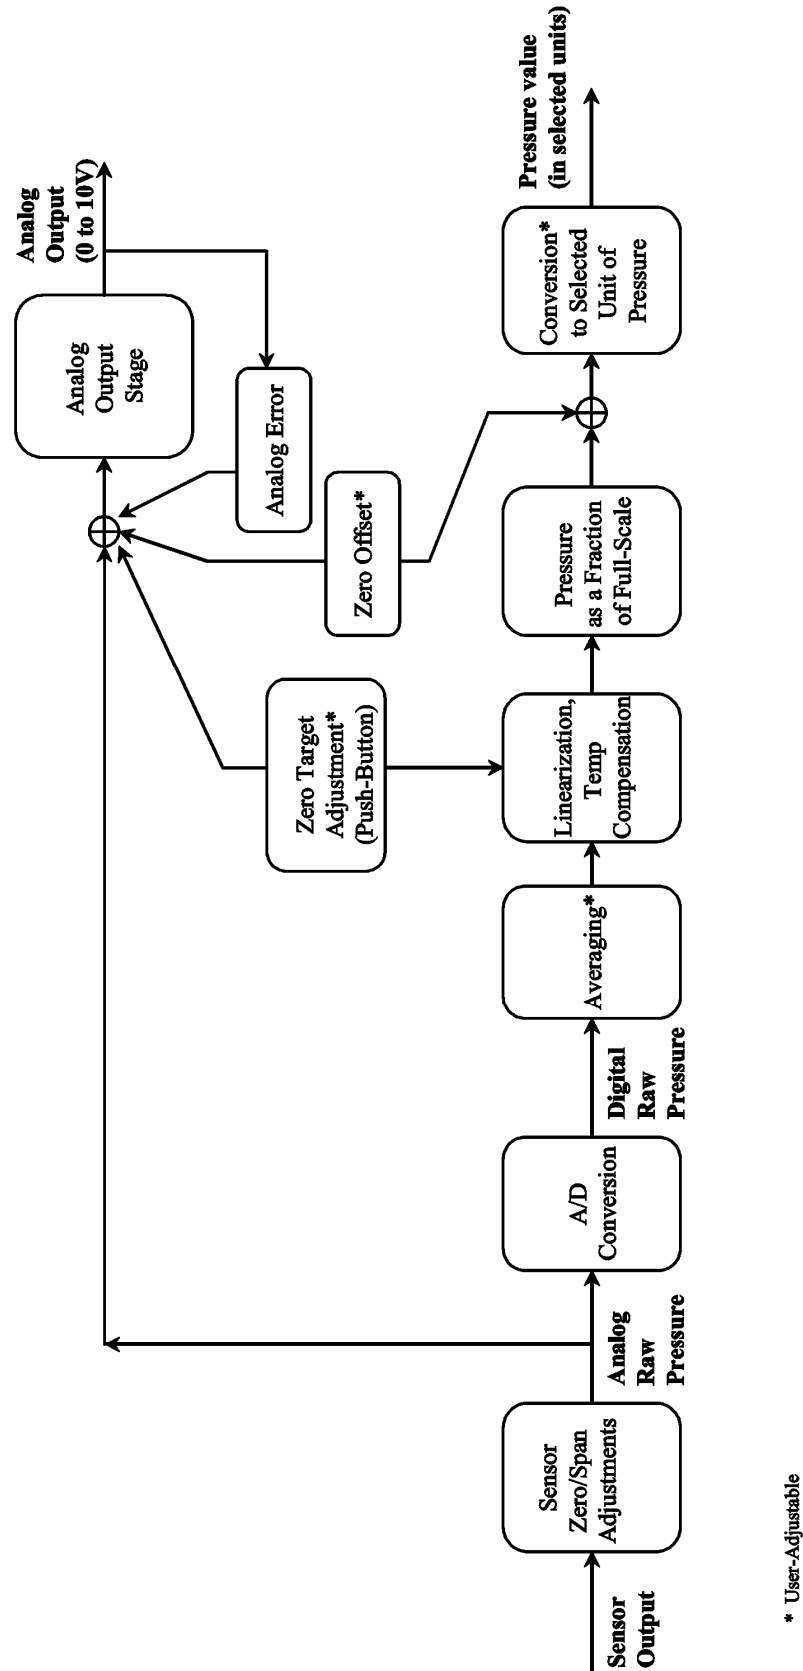 Analog
Output
(0 to 10V)
Analog
Output
Stage
Analog Error
Zero Offset*
Zero Target
Adjustment*
(Push-Button)
Sensor
Output
Sensor
Zero/Span
Adjustments
Analog
Raw
Pressure
A/D
Conversion
Digital
Raw
Pressure
Averaging*
Linearization,
Temp
Compensation
Pressure
as a Fraction
of Full-Scale
Conversion*
to Selected
Unit of
Pressure
Pressure value
(in selected units)
* User-Adjustable